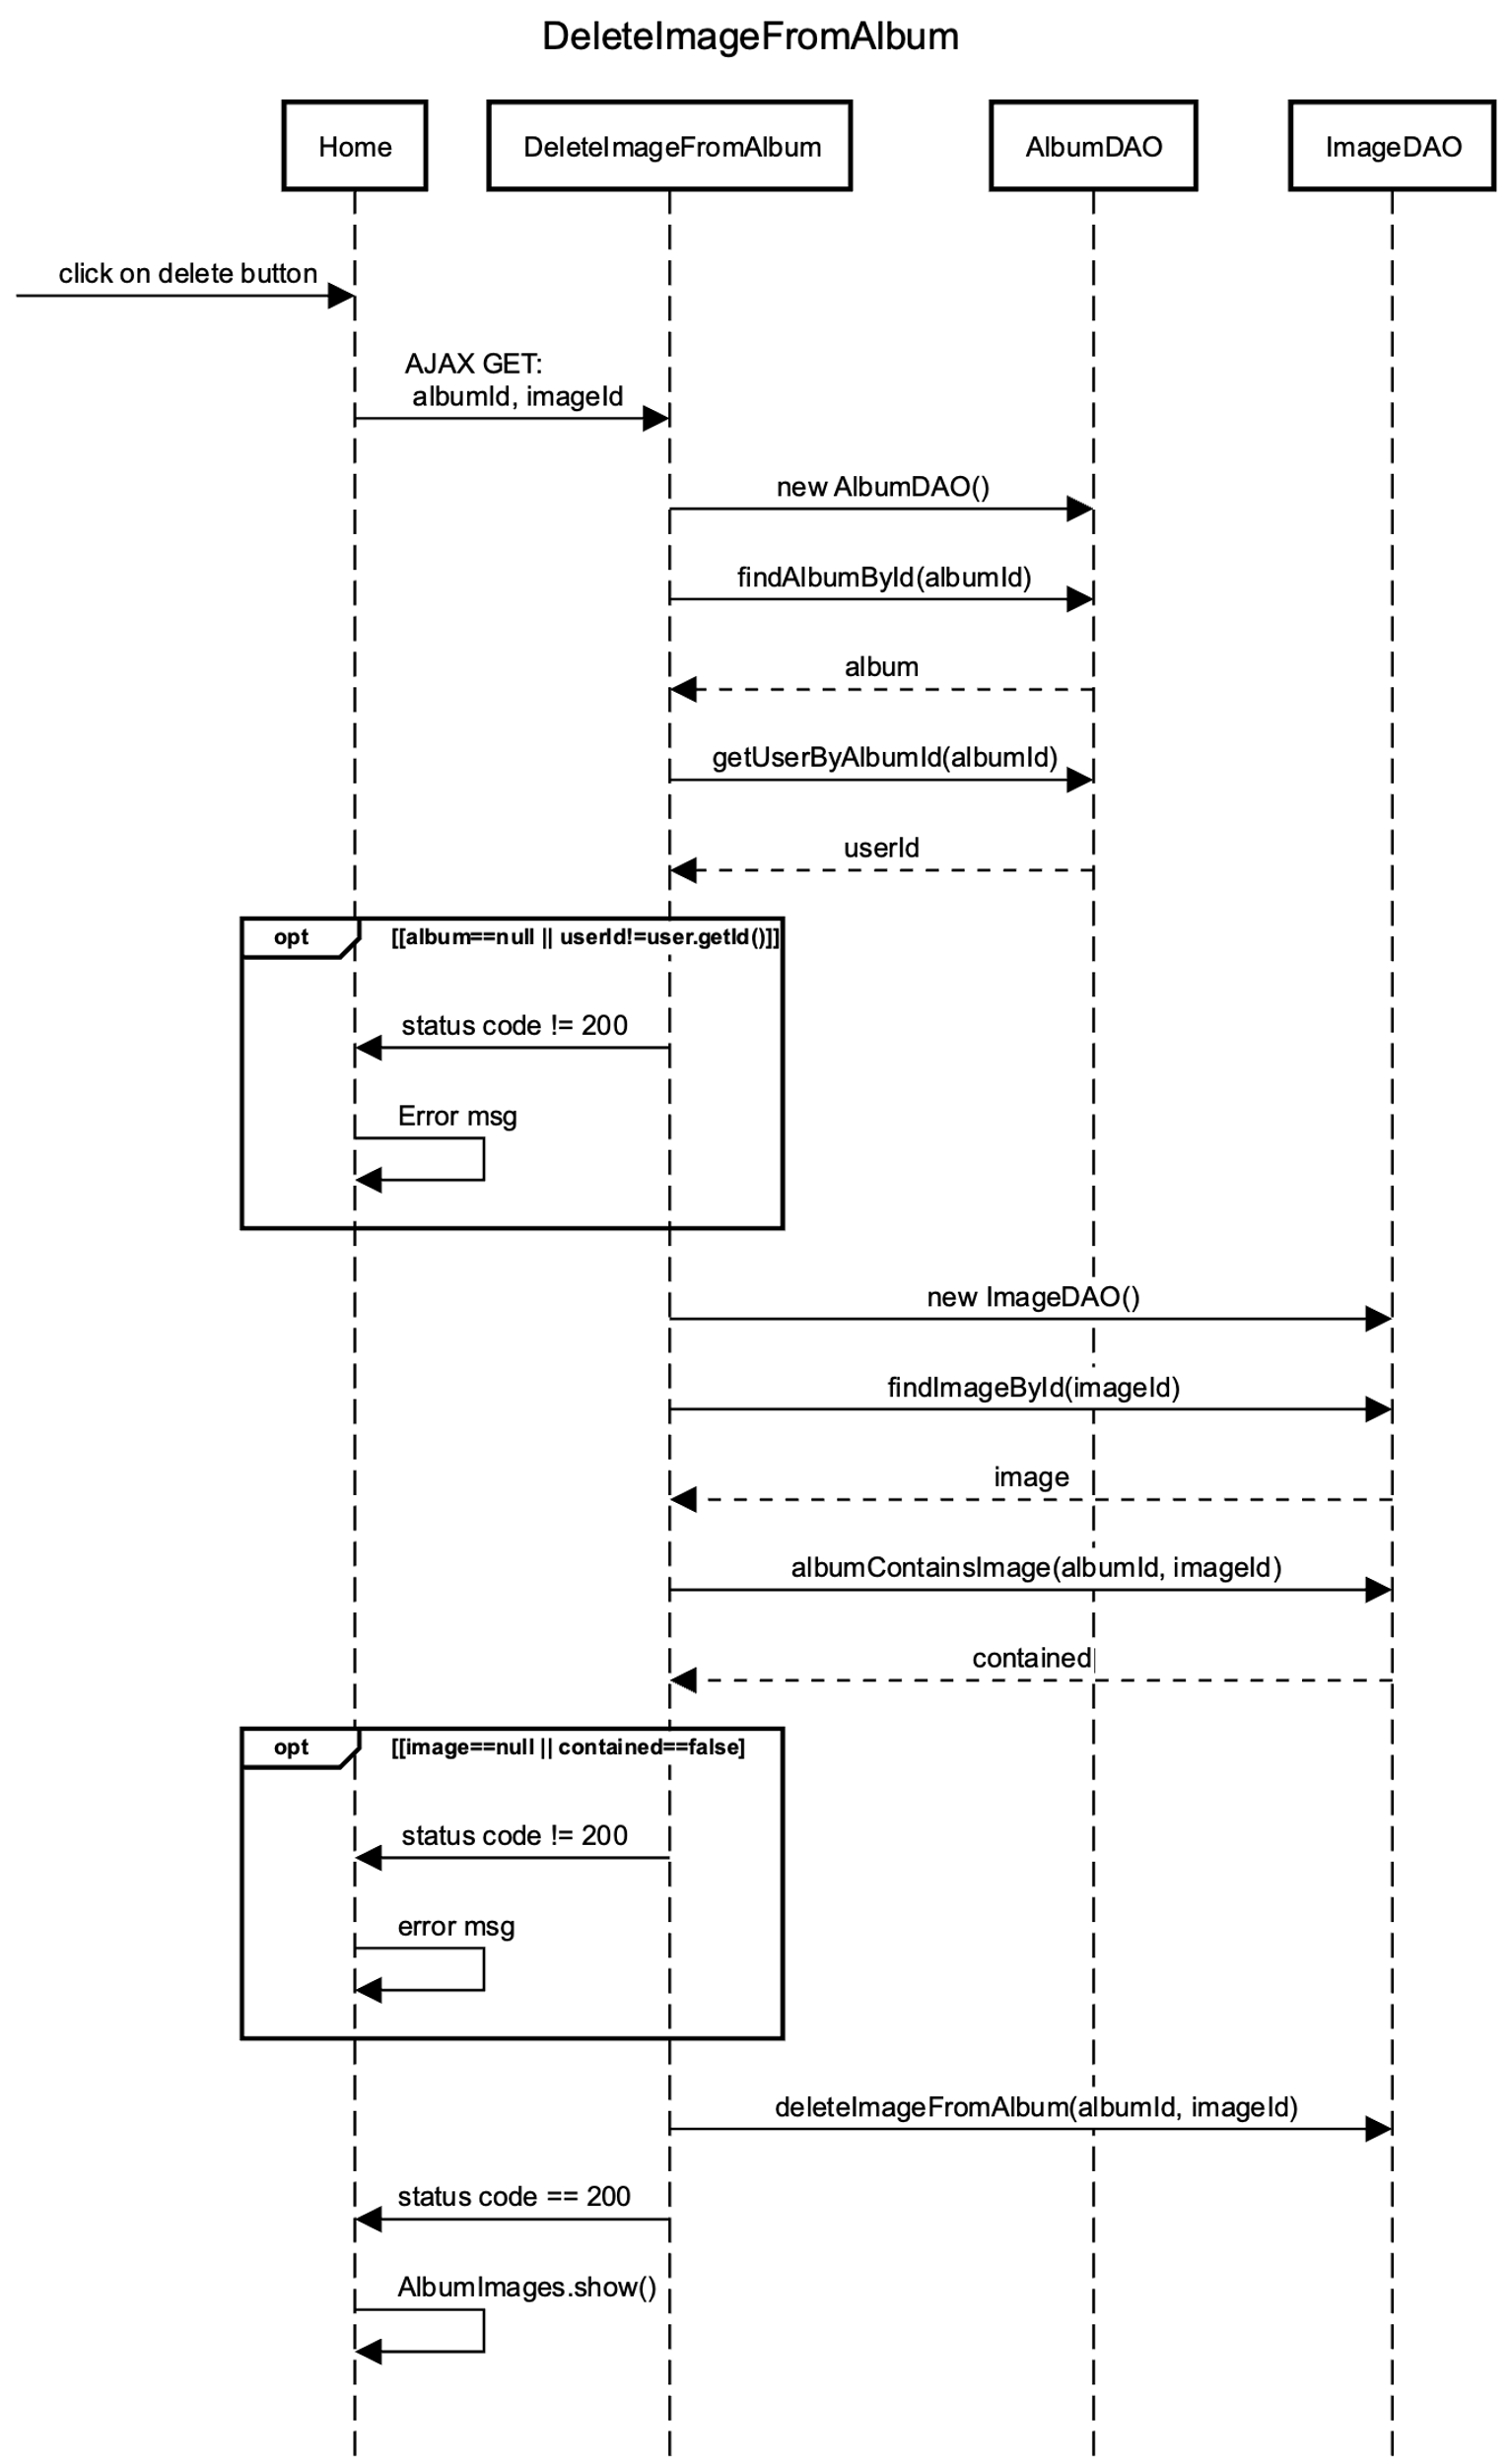 DeleteImageFromAlbum
Home
DeleteImageFromAlbum
AlbumDAO
ImageDAO
click on delete button
AJAX GET:
albumId, imageId
new AlbumDAO()
findAlbumById(albumId)
album
getUserByAlbumId(albumId)
userId
opt
[[album==null || userId!=user.getId()]]
status code != 200
Error msg
new ImageDAO()
findImageById(imageId)
image
albumContainsImage(albumId, imageId)
contained
opt
[[image==null || contained==false]
status code != 200
error msg
deleteImageFromAlbum(albumId, imageId)
status code == 200
AlbumImages.show()